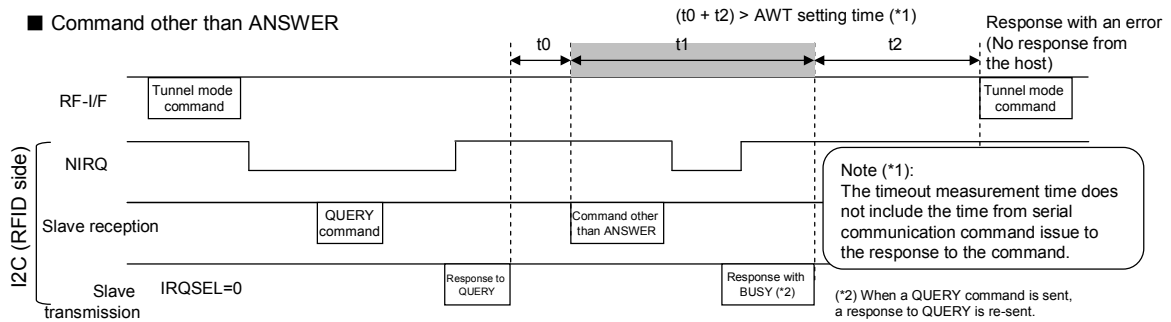 ■ Command other than ANSWER
(t0 + t2) > AWT setting time (*1)
Response with an error
(No response from
the host)
t0
t1
t2
RF-I/F
Tunnel mode
command
Tunnel mode
command
I2C (RFID side)
NIRQ
Note (*1):
The timeout measurement time does
not include the time from serial
communication command issue to
the response to the command.
Slave reception
QUERY
command
Command other
than ANSWER
Slave
transmission
IRQSEL=0
Response to
QUERY
Response with
BUSY (*2)
(*2) When a QUERY command is sent,
a response to QUERY is re-sent.